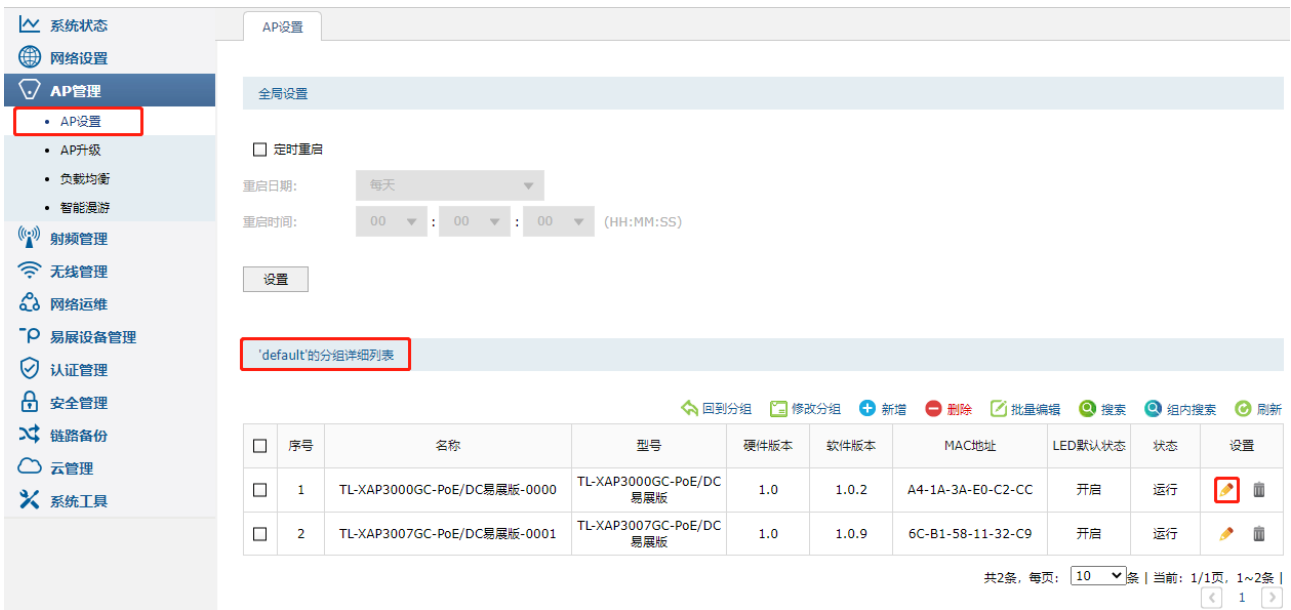 系统状态
网络设置
AP管理
AP设置
AP升级
负载均衡
智能漫游
射频管理
无线管理
网络运维
易展设备管理
认证管理
安全管理
链路备份
云管理
系统工具
AP设置
全局设置
定时重启
重启日期: 每天
重启时间: 00 : 00 : 00 (HH:MM:SS)
设置
'default'的分组详细列表
回到分组 修改分组 新增 删除 批量编辑 搜索 组内搜索 刷新
序号 名称 型号 硬件版本 软件版本 MAC地址 LED默认状态 状态 设置
1 TL-XAP3000GC-PoE/DC易展版-0000 TL-XAP3000GC-PoE/DC易展版 1.0 1.0.2 A4-1A-3A-E0-C2-CC 开启 运行
2 TL-XAP3007GC-PoE/DC易展版-0001 TL-XAP3007GC-PoE/DC易展版 1.0 1.0.9 6C-B1-58-11-32-C9 开启 运行
共2条, 每页: 10 条 | 当前: 1/1页, 1~2条 |
< 1 >